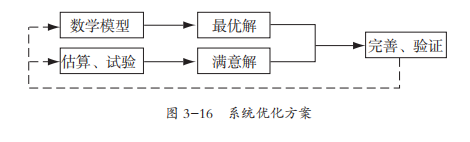 数学模型 最优解
完善、验证
估算、试验 满意解
图 3-16 系统优化方案